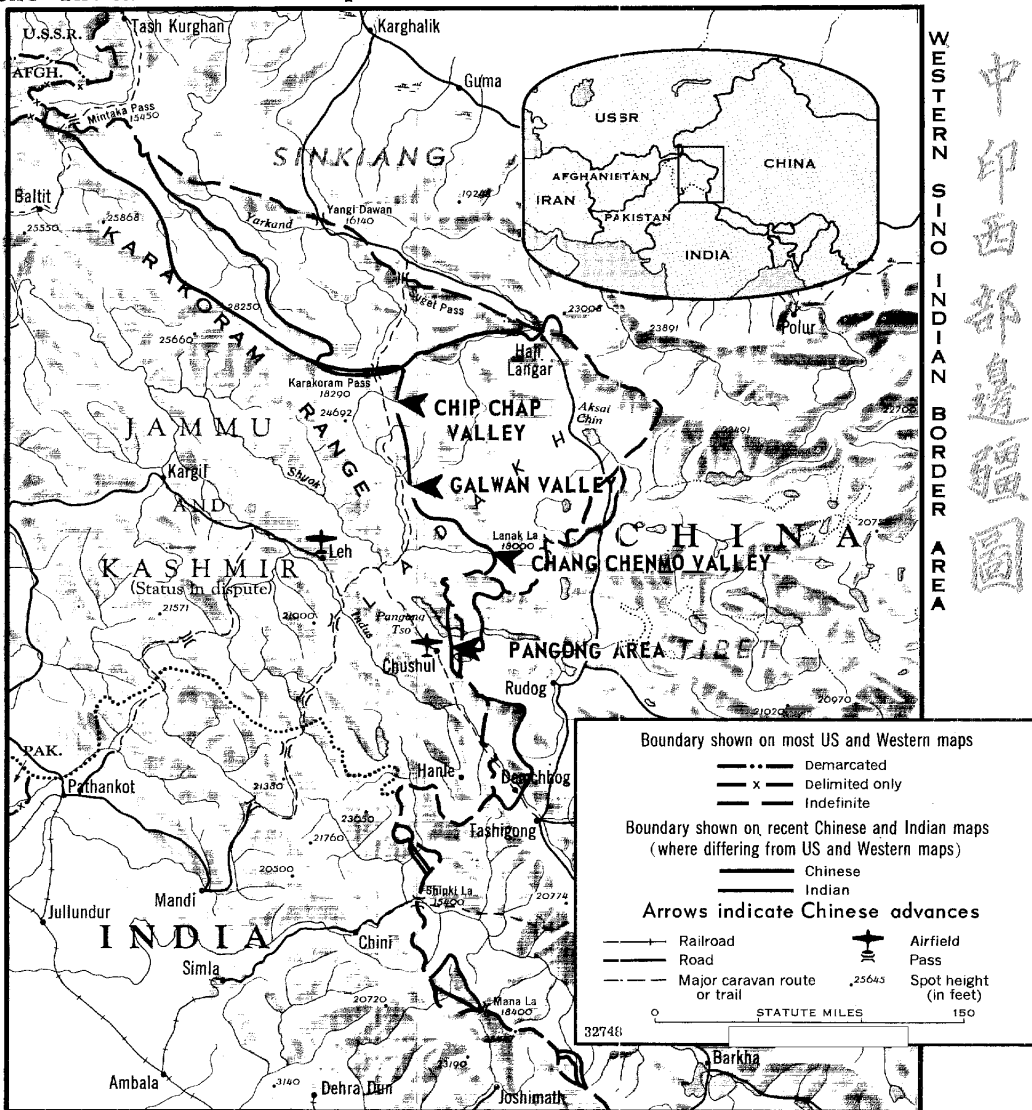 U.S.S.R.
Tash Kurghan
Karghalik
AFGH.
Guma
Mintaka Pass
15450
SINKIANG
USSR
CHINA
AFGHANISTAN
IRAN
PAKISTAN
INDIA
Baltit
25868
25550
Yarkund
Yangi Dawan
16140
19248
KARAKORAM RANGE
28250
25660
23008
23891
Polur
Haji
Langar
Karakoram Pass
18290
24692
CHIP CHAP
VALLEY
Aksai
Chin
22700
JAMMU
AND
KASHMIR
(Status in dispute)
Kargil
Shyok
GALWAN VALLEY
LADAKH
Leh
Lanak La
18000
CHINA
CHANG CHENMO VALLEY
21571
21000
Indus
Pangong
Tso
Chushul
PANGONG AREA
TIBET
Rudog
20970
21020
PAK.
Pathankot
21380
Hanle
Demchhog
Tashigong
23050
21760
20500
Mandi
Shipki La
15400
20774
Jullundur
INDIA
Chini
Simla
20720
Mana La
18400
Ambala
3140
Dehra Dun
23190
Joshimath
Barkha
Boundary shown on most US and Western maps
Demarcated
Delimited only
Indefinite
Boundary shown on recent Chinese and Indian maps
(where differing from US and Western maps)
Chinese
Indian
Arrows indicate Chinese advances
Railroad
Road
Major caravan route
or trail
Airfield
Pass
25645
Spot height
(in feet)
0
STATUTE MILES
150
32748
WESTERN SINO INDIAN BORDER AREA
中印西部邊疆圖